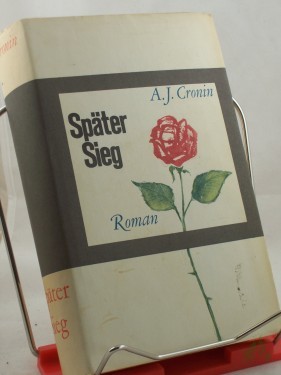 A. J. Cronin
Später
Sieg
Roman
Später
Sieg